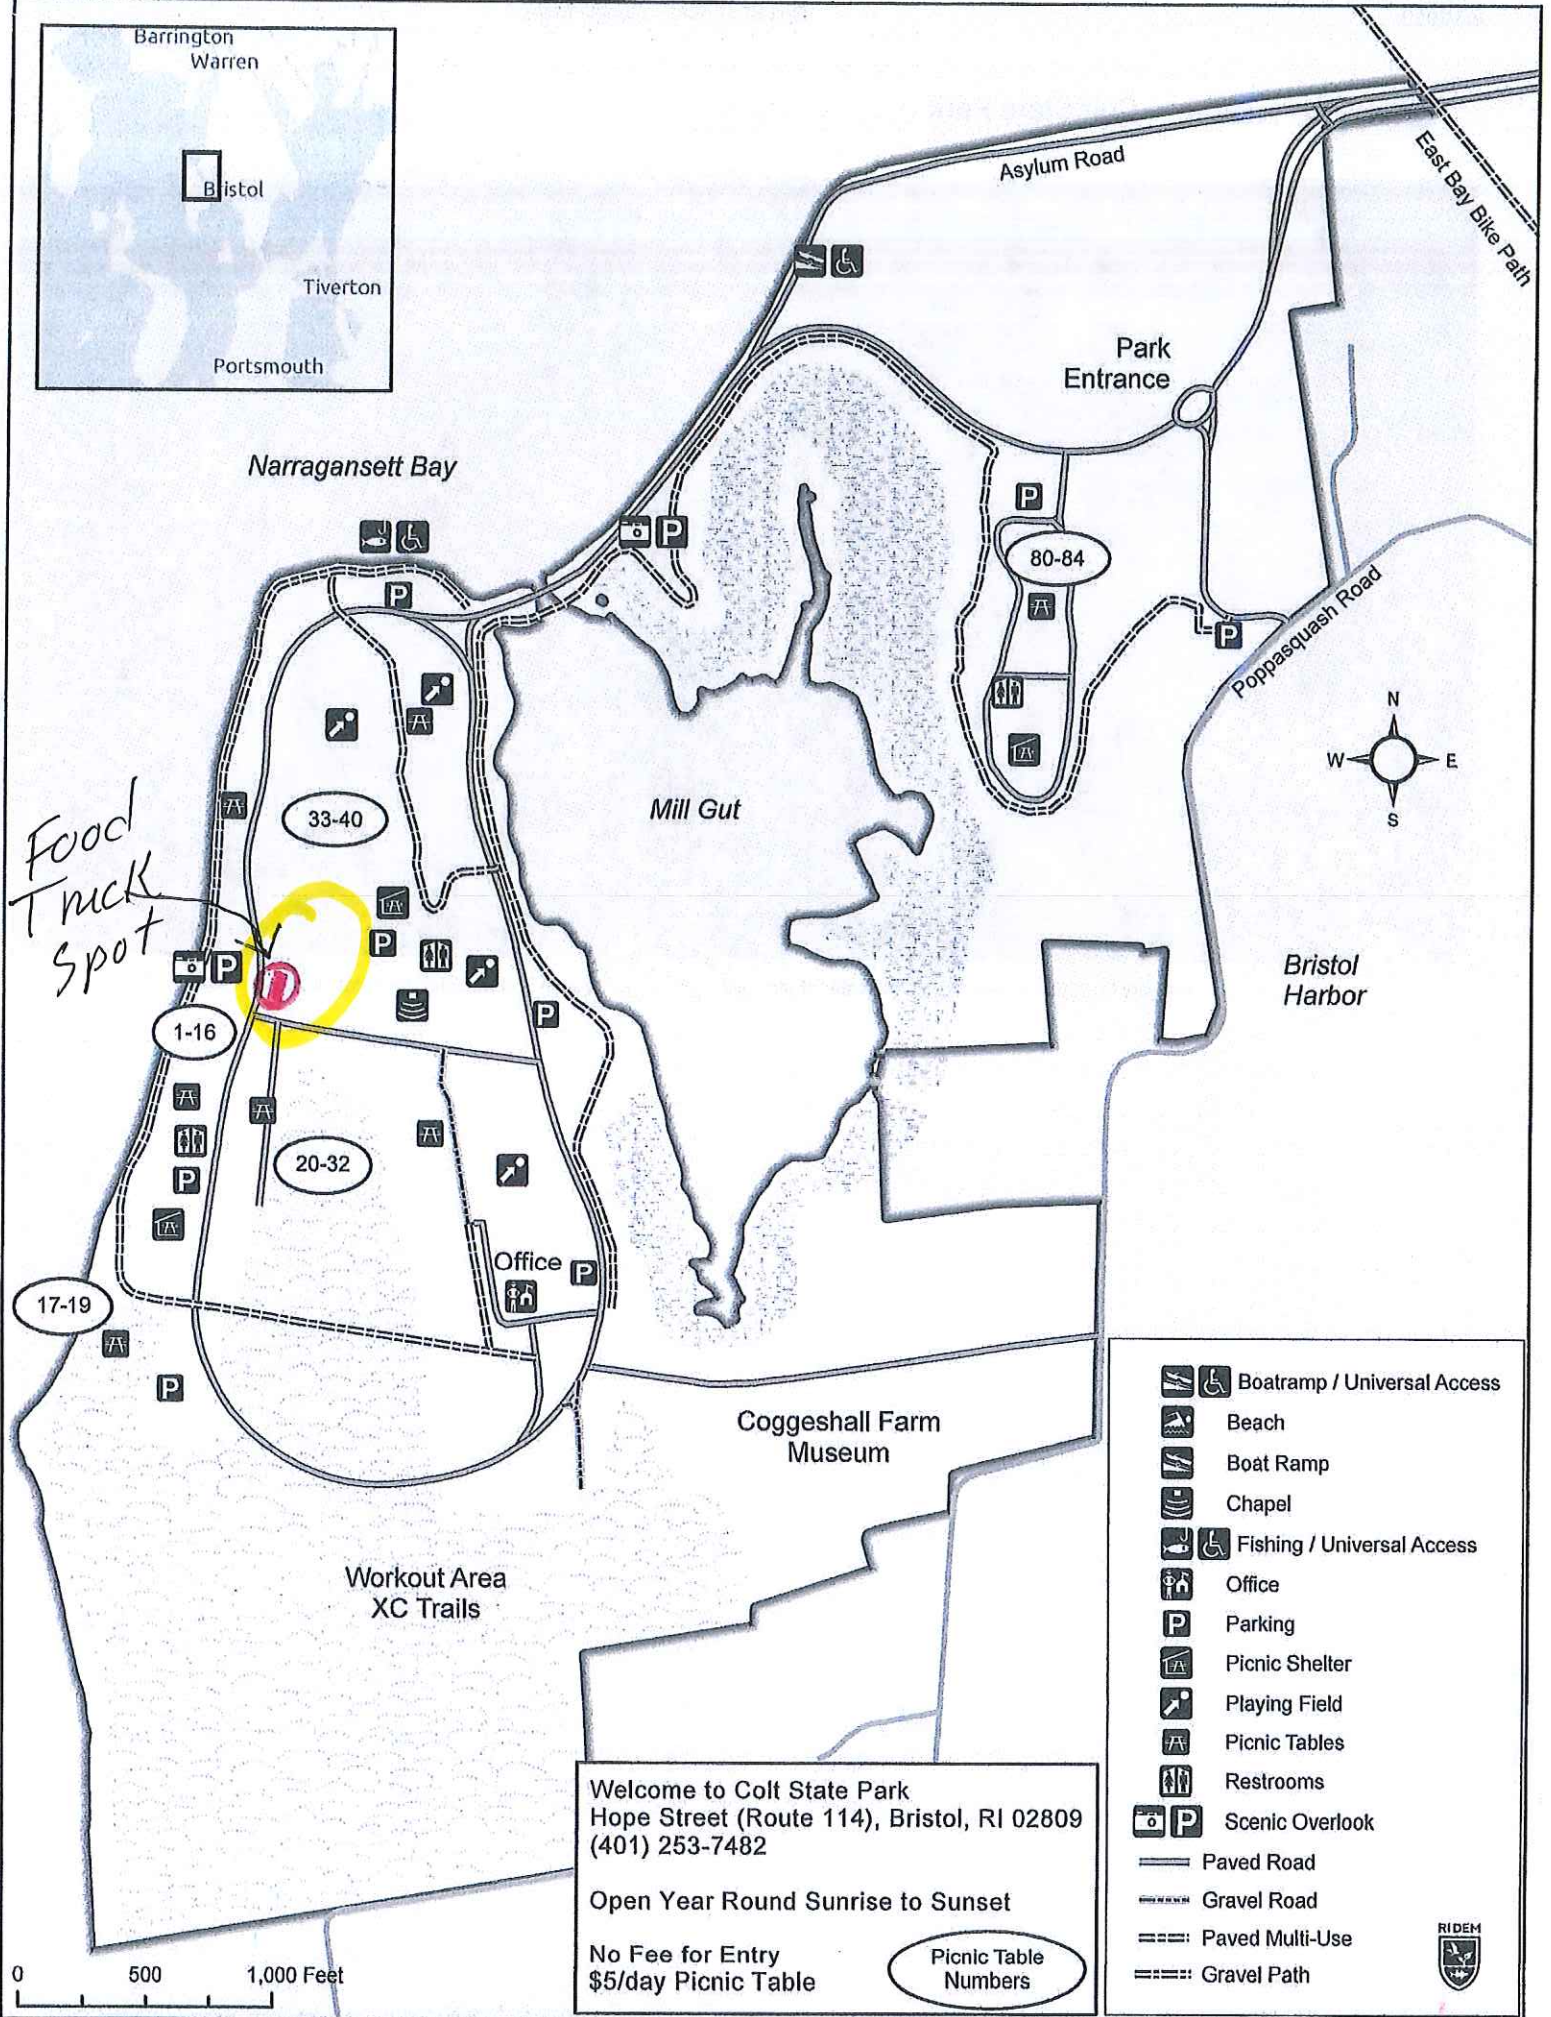 Barrington
Warren
Bristol
Tiverton
Portsmouth
Asylum Road
East Bay Bike Path
Park
Entrance
Narragansett Bay
P
P
P
80-84
P
Poppasquash Road
N
W
E
S
Mill Gut
33-40
Food
Truck
Spot
P
P
P
1-16
Bristol
Harbor
20-32
P
Office
P
17-19
P
Coggeshall Farm
Museum
Workout Area
XC Trails
Boatramp / Universal Access
Beach
Boat Ramp
Chapel
Fishing / Universal Access
Office
P Parking
Picnic Shelter
Playing Field
Picnic Tables
Restrooms
P Scenic Overlook
Paved Road
Gravel Road
Paved Multi-Use
Gravel Path
RIDEM
Welcome to Colt State Park
Hope Street (Route 114), Bristol, RI 02809
(401) 253-7482
Open Year Round Sunrise to Sunset
No Fee for Entry
$5/day Picnic Table
Picnic Table
Numbers
0 500 1,000 Feet